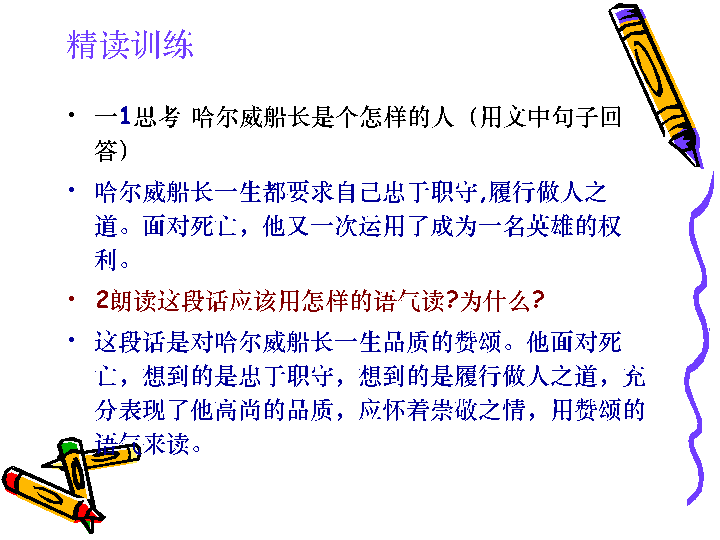 精读训练
• 一1思考 哈尔威船长是个怎样的人（用文中句子回
答）
• 哈尔威船长一生都要求自己忠于职守,履行做人之
道。面对死亡，他又一次运用了成为一名英雄的权
利。
• 2朗读这段话应该用怎样的语气读?为什么?
• 这段话是对哈尔威船长一生品质的赞颂。他面对死
亡，想到的是忠于职守，想到的是履行做人之道，充
分表现了他高尚的品质，应怀着崇敬之情，用赞颂的
语气来读。